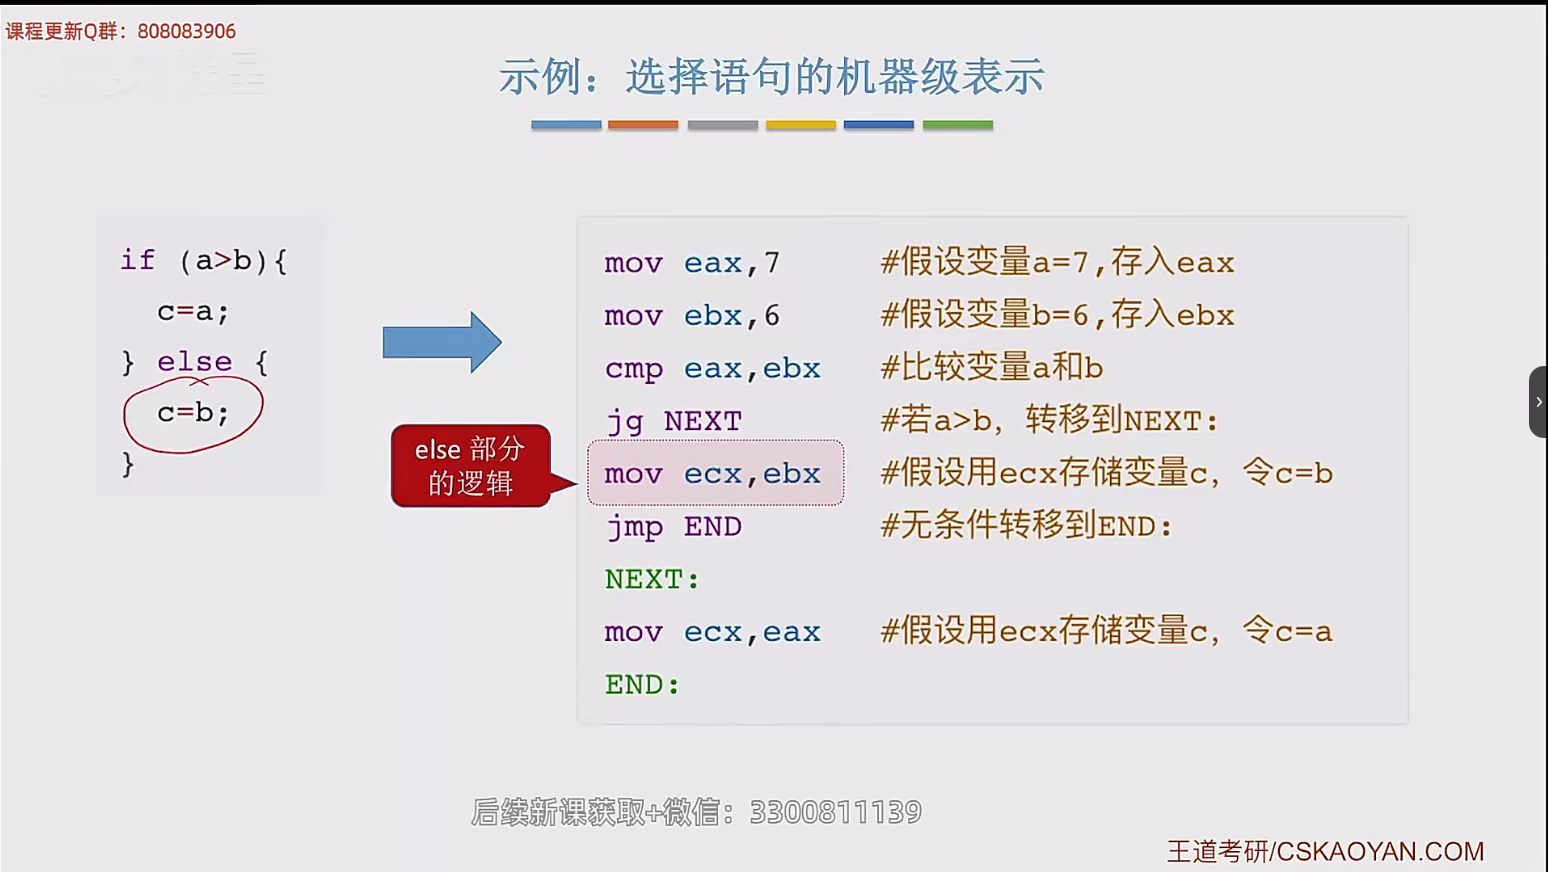 课程更新Q群：808083906
示例：选择语句的机器级表示
if (a>b){
c=a;
} else {
c=b;
}
else 部分
的逻辑
mov eax,7 #假设变量a=7,存入eax
mov ebx,6 #假设变量b=6,存入ebx
cmp eax,ebx #比较变量a和b
jg NEXT #若a>b，转移到NEXT:
mov ecx,ebx #假设用ecx存储变量c，令c=b
jmp END #无条件转移到END:
NEXT:
mov ecx,eax #假设用ecx存储变量c，令c=a
END:
后续新课获取+微信：3300811139
王道考研/CSKAOYAN.COM